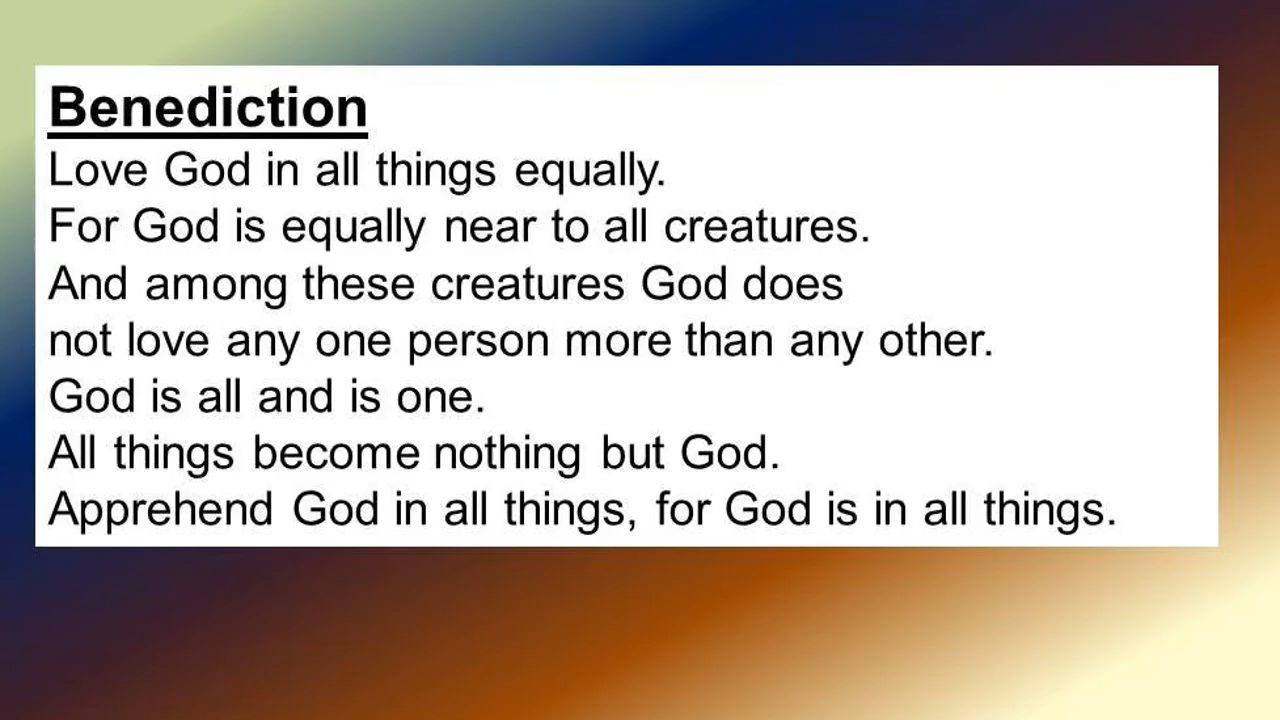 Benediction
Love God in all things equally.
For God is equally near to all creatures.
And among these creatures God does
not love any one person more than any other.
God is all and is one.
All things become nothing but God.
Apprehend God in all things, for God is in all things.